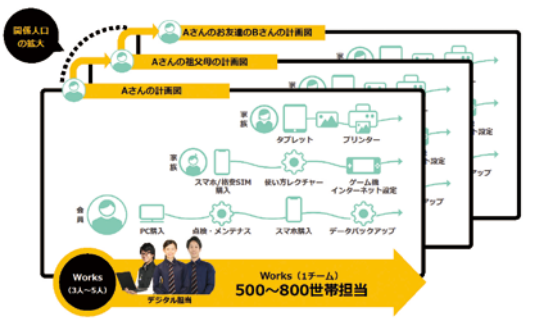 関係人口
の拡大
Aさんのお友達のBさんの計画図
Aさんの祖父母の計画図
Aさんの計画図
家族
タブレット
プリンター
家族
スマホ/格安SIM
購入
使い方レクチャー
ゲーム機
インターネット設定
会員
PC購入
点検・メンテナス
スマホ購入
データバックアップ
ト設定
アップ
ト設定
アップ
Works
(3人～5人)
デジタル担当
Works(1チーム)
500～800世帯担当